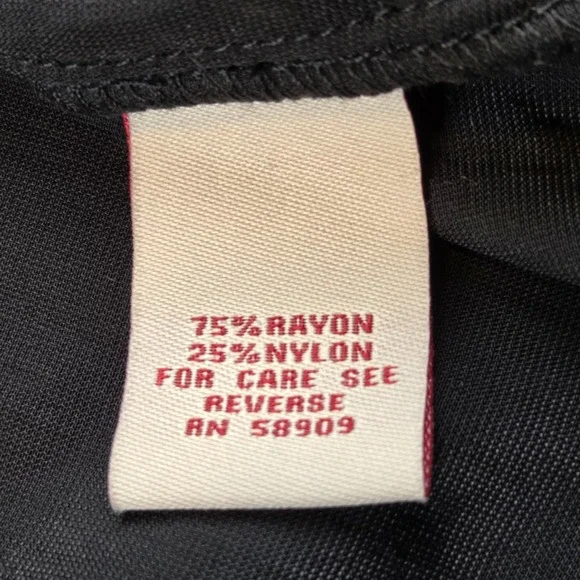 75% RAYON
25% NYLON
FOR CARE SEE
REVERSE
RN 58909